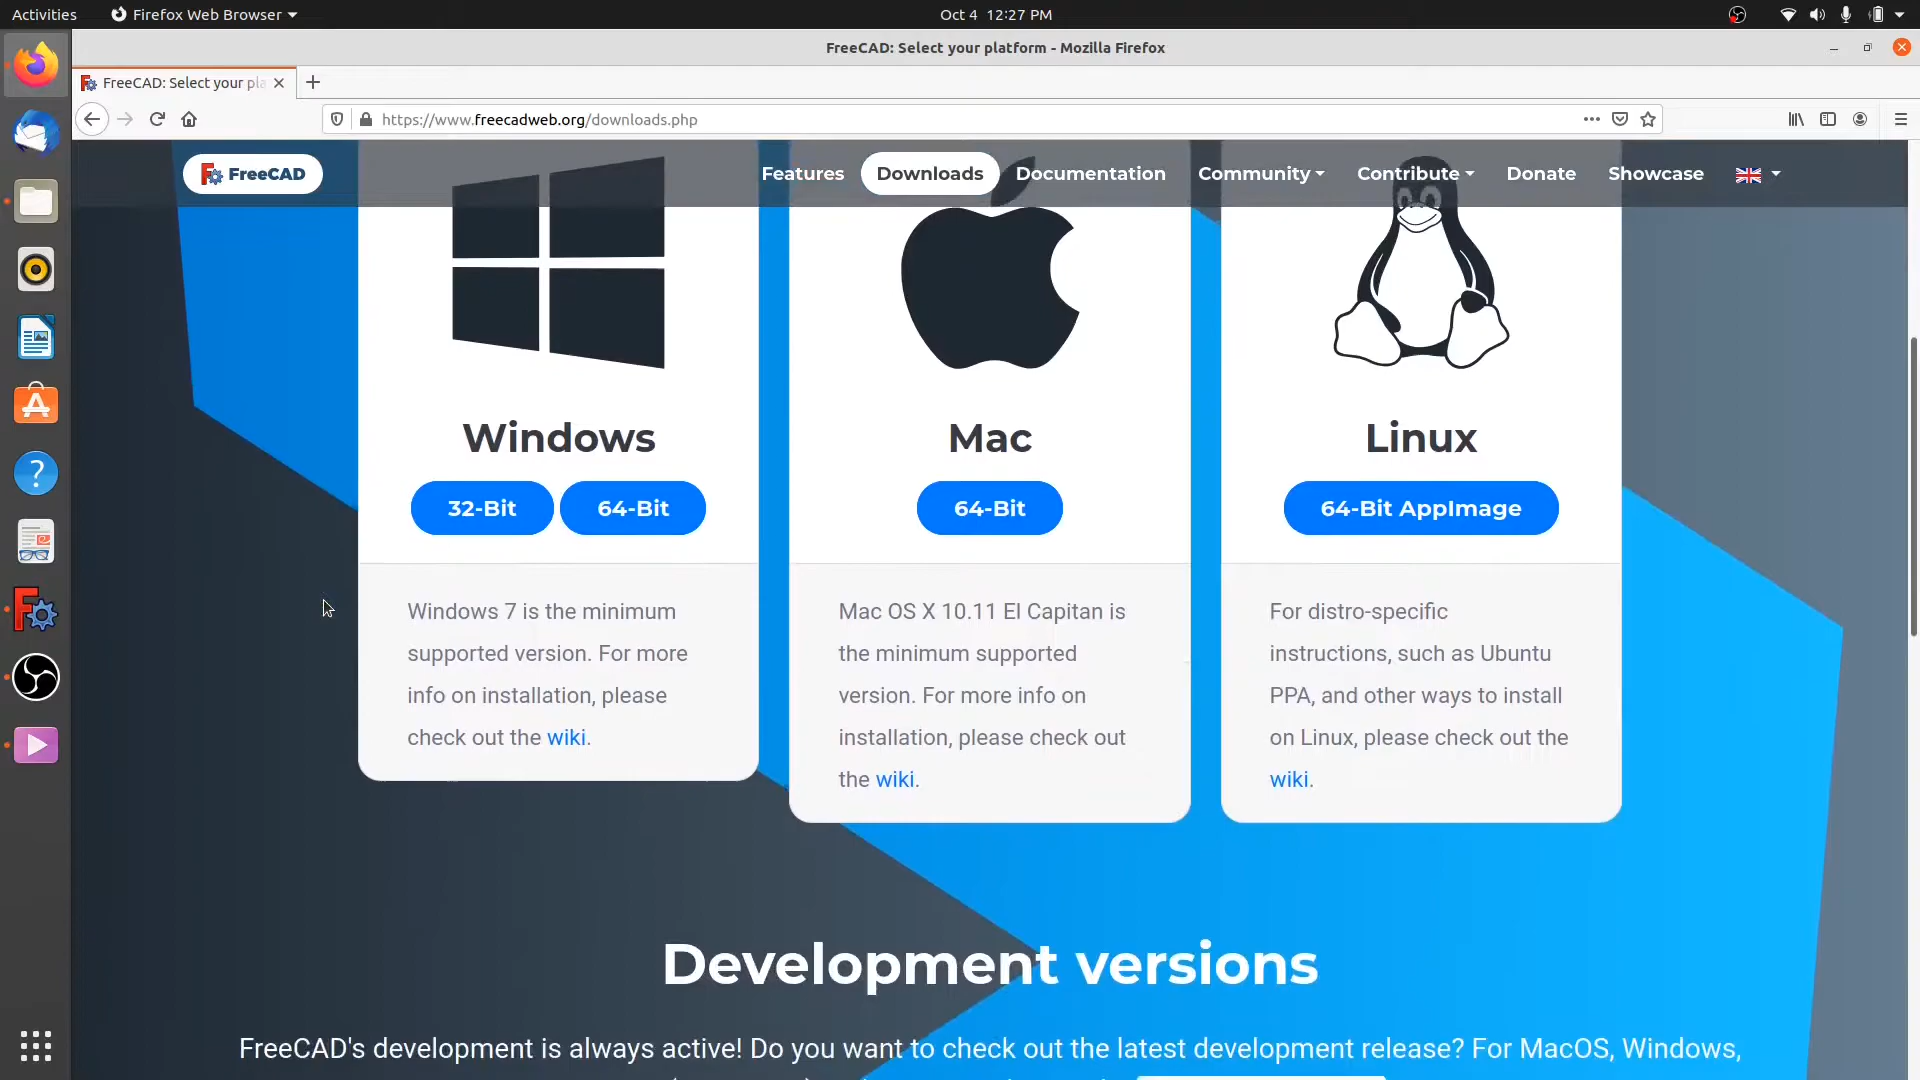 Activities Firefox Web Browser Oct 4 12:27 PM
FreeCAD: Select your platform - Mozilla Firefox
FreeCAD: Select your pla
https://www.freecadweb.org/downloads.php
FreeCAD Features Downloads Documentation Community Contribute Donate Showcase
Windows
32-Bit 64-Bit
Windows 7 is the minimum
supported version. For more
info on installation, please
check out the wiki.
Mac
64-Bit
Mac OS X 10.11 El Capitan is
the minimum supported
version. For more info on
installation, please check out
the wiki.
Linux
64-Bit AppImage
For distro-specific
instructions, such as Ubuntu
PPA, and other ways to install
on Linux, please check out the
wiki.
Development versions
FreeCAD's development is always active! Do you want to check out the latest development release? For MacOS, Windows,